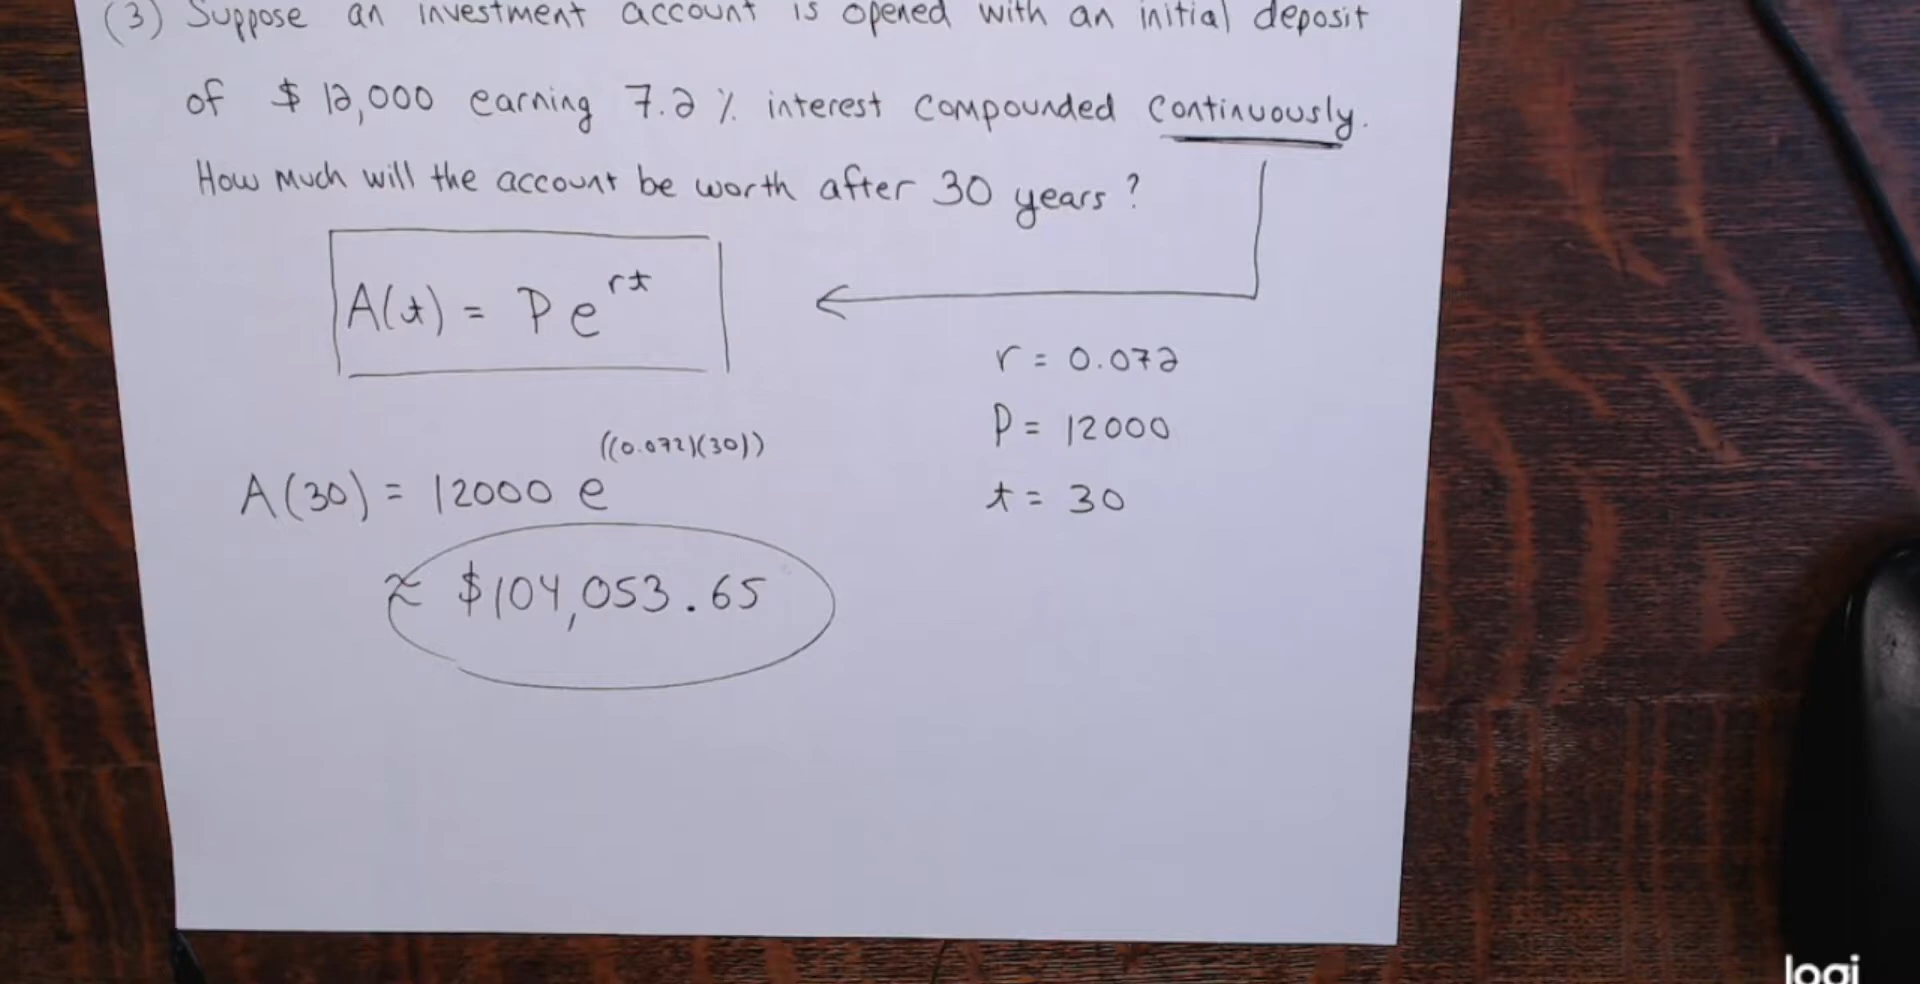 (3) Suppose an investment account is opened with an initial deposit
of $ 12,000 earning 7.2 % interest compounded continuously.
How much will the account be worth after 30 years?
A(t) = P e^rt
r = 0.072
P = 12000
t = 30
A(30) = 12000 e^((0.072)(30))
≈ $104,053.65
logi